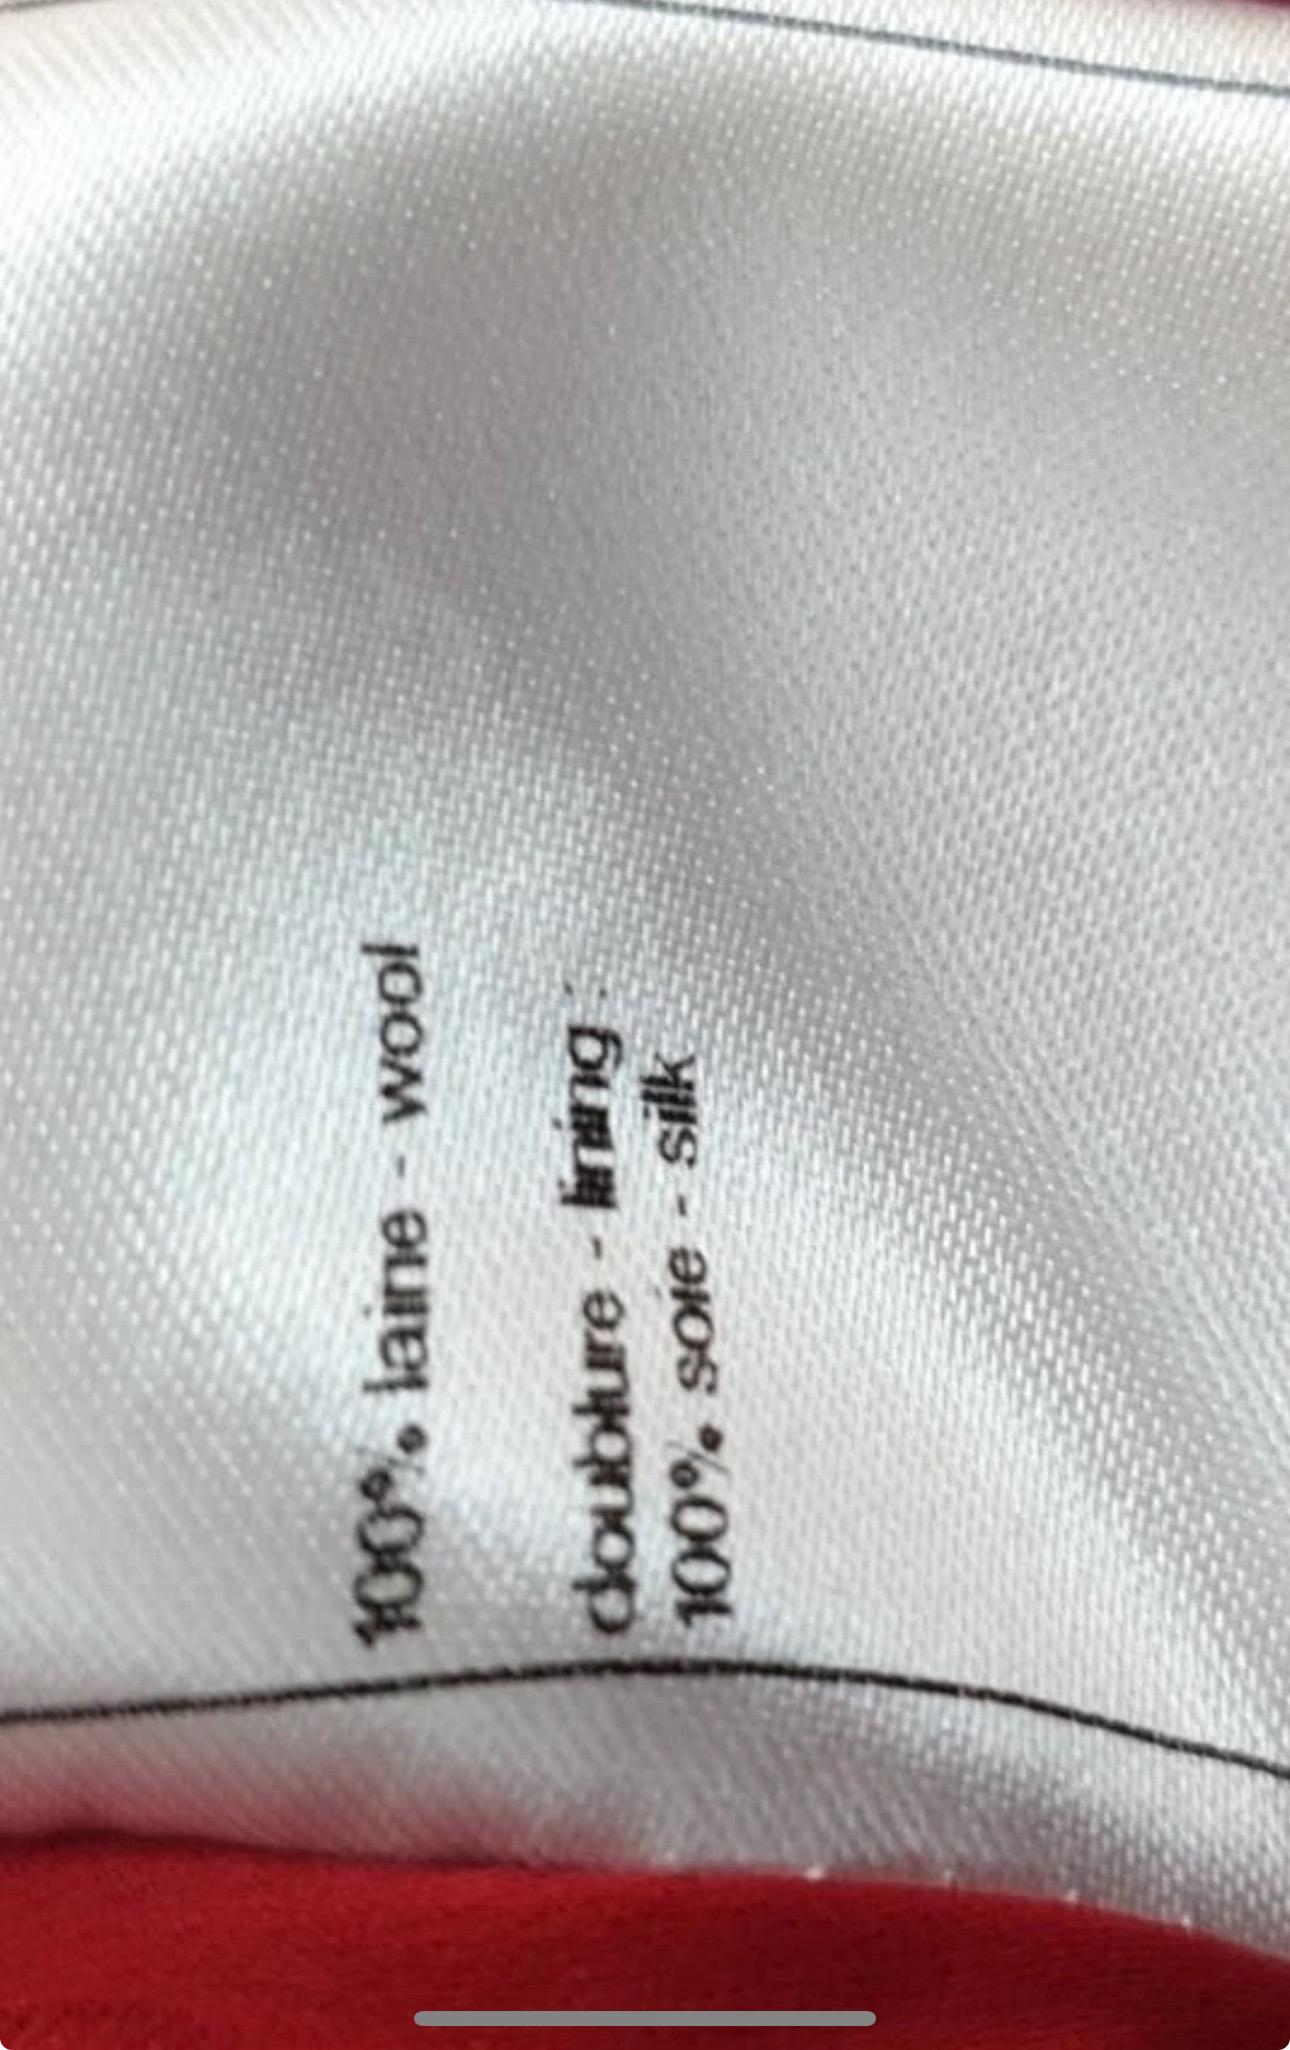 100% laine - wool
doublure - lining :
100% soie - silk